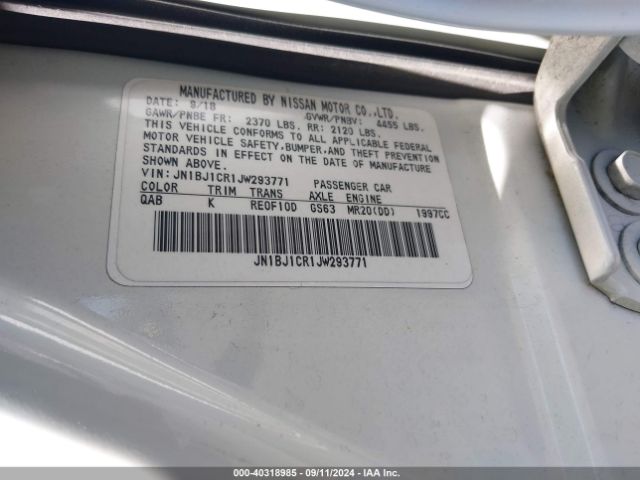 MANUFACTURED BY NISSAN MOTOR CO.,LTD.
DATE: 9/18 GVWR/PNBV: 4455 LBS.
GAWR/PNBE FR: 2370 LBS. RR: 2120 LBS.
THIS VEHICLE CONFORMS TO ALL APPLICABLE FEDERAL
MOTOR VEHICLE SAFETY,BUMPER,AND THEFT PREVENTION
STANDARDS IN EFFECT ON THE DATE OF MANUFACTURE
SHOWN ABOVE.
VIN: JN1BJ1CR1JW293771 PASSENGER CAR
COLOR TRIM TRANS AXLE ENGINE
QAB K RE0F10D GS63 MR20(DD) 1997CC
JN1BJ1CR1JW293771
000-40318985 - 09/11/2024 - IAA Inc.